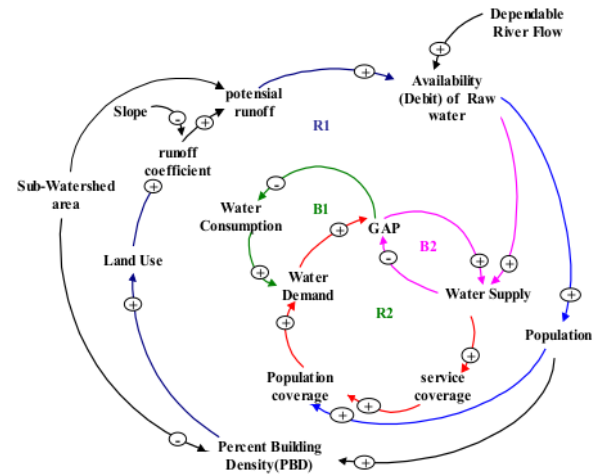 Dependable
River Flow
+
Availability
(Debit) of Raw
water
+
potensial
runoff
Slope
-
+
runoff
coefficient
R1
Sub-Watershed
area
+
-
Water
Consumption
B1
+
GAP
B2
-
+
+
+
Water
Demand
Land Use
+
R2
Water Supply
+
+
+
Population
Population
coverage
service
coverage
+
+
-
Percent Building
Density(PBD)
+